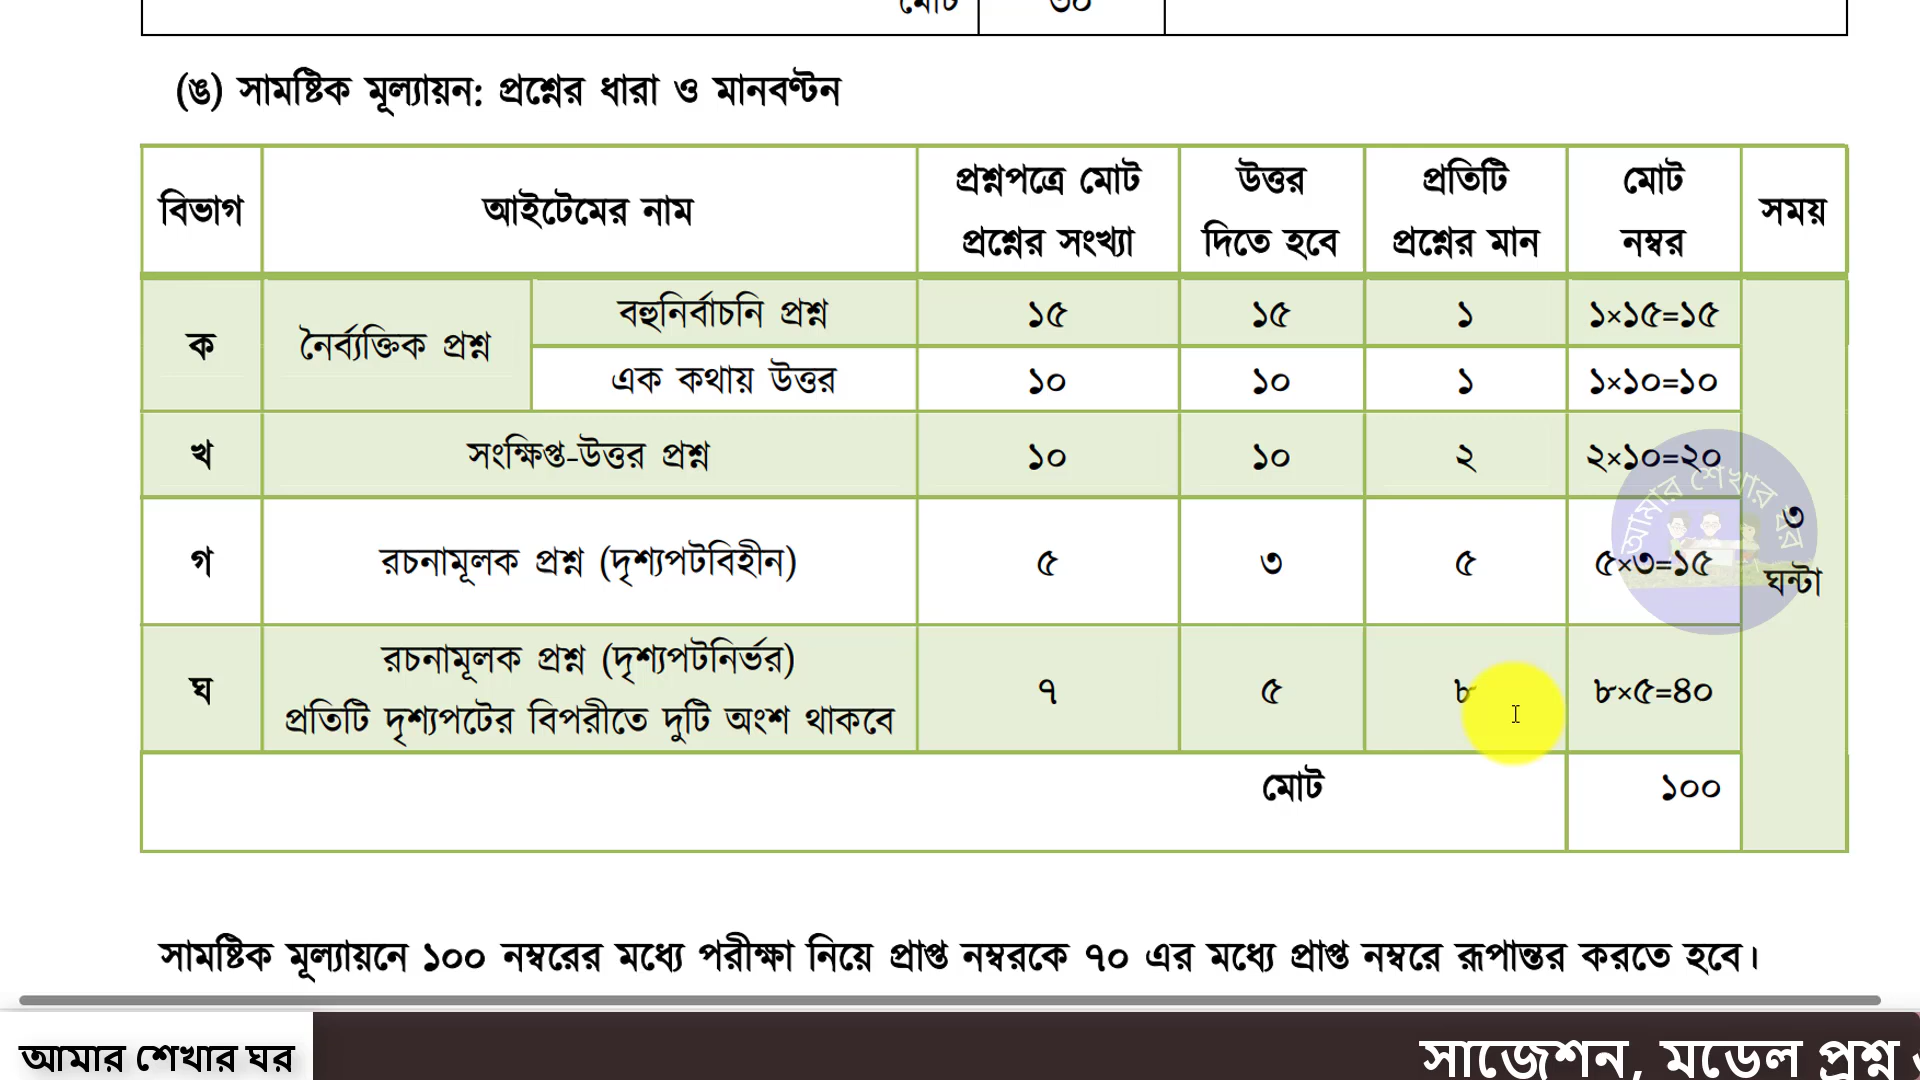 মোট ৩০
(ঙ) সামষ্টিক মূল্যায়ন: প্রশ্নের ধারা ও মানবণ্টন
বিভাগ আইটেমের নাম প্রশ্নপত্রে মোট প্রশ্নের সংখ্যা উত্তর দিতে হবে প্রতিটি প্রশ্নের মান মোট নম্বর সময়
ক নৈর্ব্যক্তিক প্রশ্ন বহুনির্বাচনি প্রশ্ন ১৫ ১৫ ১ ১×১৫=১৫
এক কথায় উত্তর ১০ ১০ ১ ১×১০=১০
খ সংক্ষিপ্ত-উত্তর প্রশ্ন ১০ ১০ ২ ২×১০=২০
গ রচনামূলক প্রশ্ন (দৃশ্যপটবিহীন) ৫ ৩ ৫ ৫×৩=১৫
৩ ঘন্টা
আমার শেখার ঘর
ঘ রচনামূলক প্রশ্ন (দৃশ্যপটনির্ভর)
প্রতিটি দৃশ্যপটের বিপরীতে দুটি অংশ থাকবে ৭ ৫ ৮ ৮×৫=৪০
মোট ১০০
সামষ্টিক মূল্যায়নে ১০০ নম্বরের মধ্যে পরীক্ষা নিয়ে প্রাপ্ত নম্বরকে ৭০ এর মধ্যে প্রাপ্ত নম্বরে রূপান্তর করতে হবে।
আমার শেখার ঘর
সাজেশন, মডেল প্রশ্ন